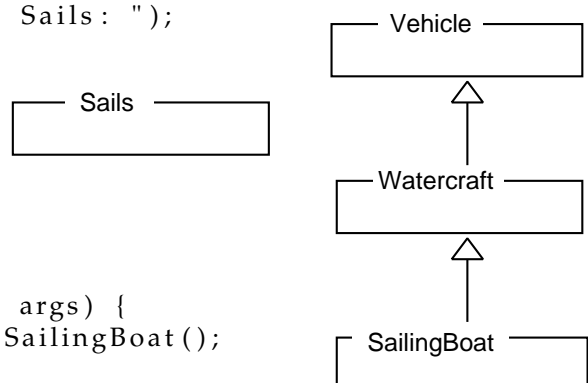 Sails: ");
Vehicle
Sails
Watercraft
args) {
SailingBoat();
SailingBoat